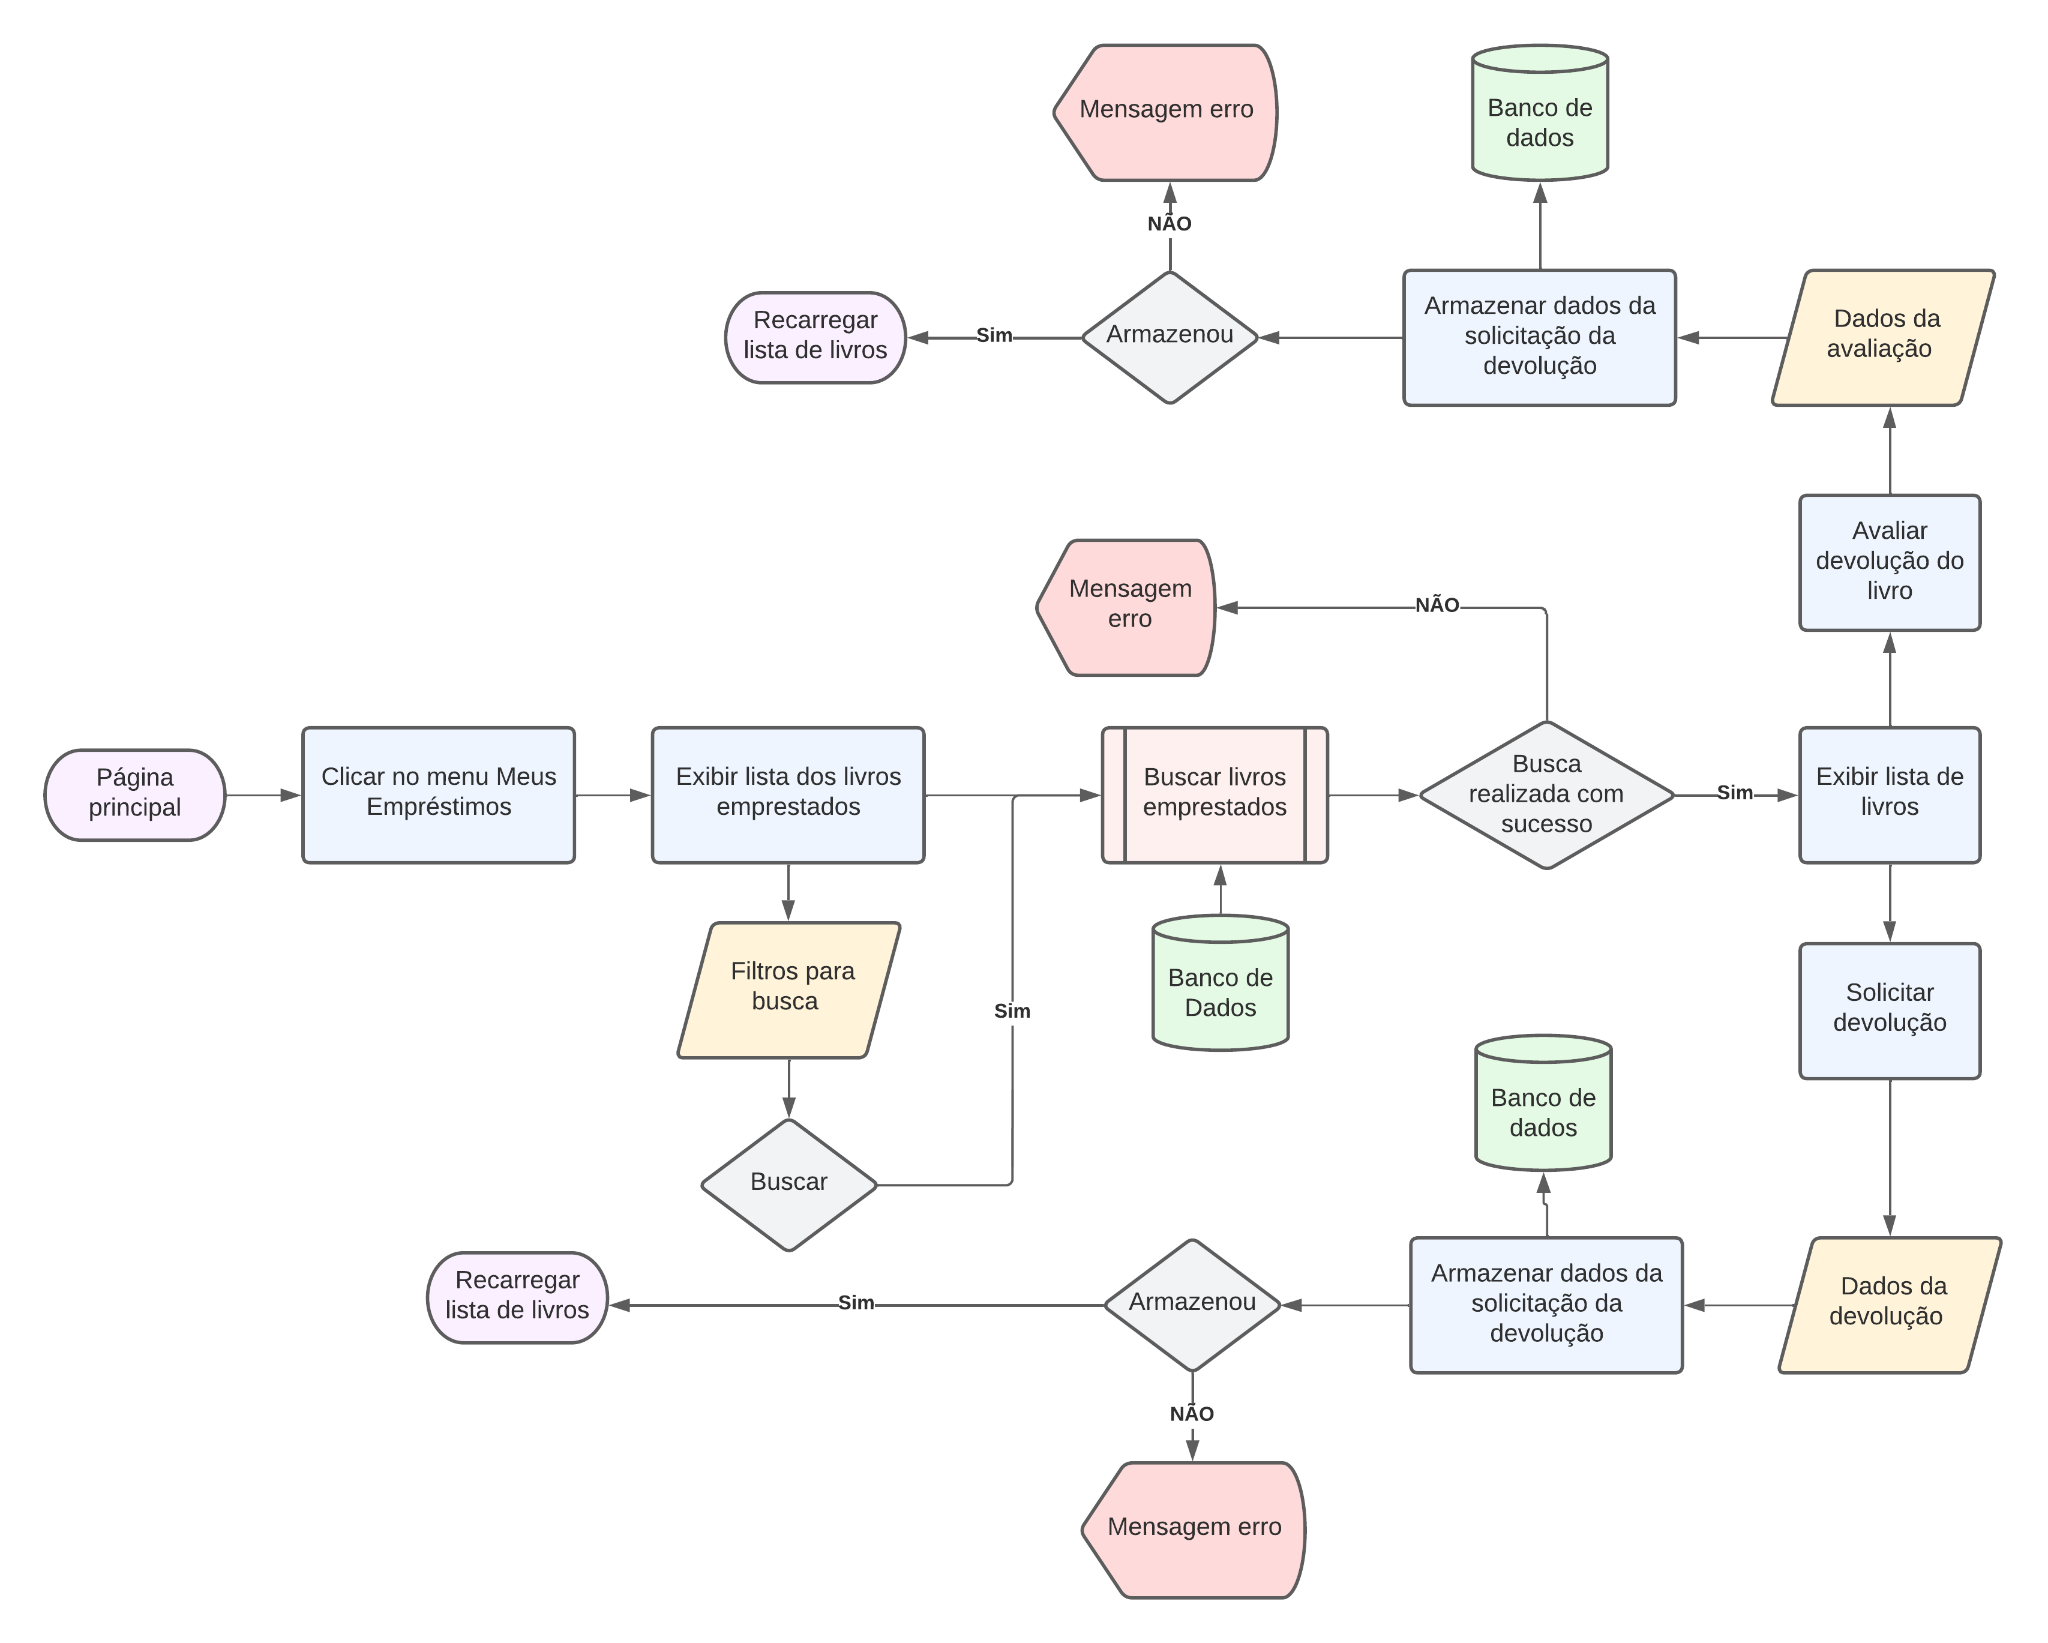 Mensagem erro
Banco de
dados
NÃO
Recarregar
lista de livros
Sim
Armazenou
Armazenar dados da
solicitação da
devolução
Dados da
avaliação
Avaliar
devolução do
livro
Mensagem
erro
NÃO
Página
principal
Clicar no menu Meus
Empréstimos
Exibir lista dos livros
emprestados
Buscar livros
emprestados
Busca
realizada com
sucesso
Sim
Exibir lista de
livros
Filtros para
busca
Sim
Banco de
Dados
Solicitar
devolução
Buscar
Banco de
dados
Recarregar
lista de livros
Sim
Armazenou
Armazenar dados da
solicitação da
devolução
Dados da
devolução
NÃO
Mensagem erro